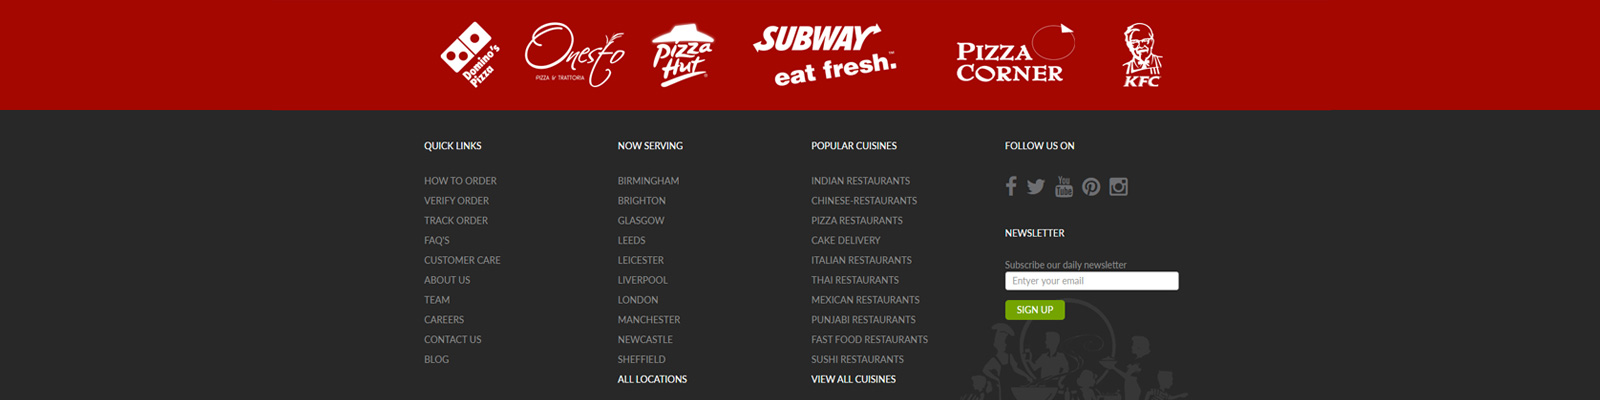 Domino's
Pizza
Onesto
PIZZA & TRATTORIA
Pizza
Hut
SUBWAY
eat fresh.
PIZZA
CORNER
KFC
QUICK LINKS
HOW TO ORDER
VERIFY ORDER
TRACK ORDER
FAQ'S
CUSTOMER CARE
ABOUT US
TEAM
CAREERS
CONTACT US
BLOG
NOW SERVING
BIRMINGHAM
BRIGHTON
GLASGOW
LEEDS
LEICESTER
LIVERPOOL
LONDON
MANCHESTER
NEWCASTLE
SHEFFIELD
ALL LOCATIONS
POPULAR CUISINES
INDIAN RESTAURANTS
CHINESE-RESTAURANTS
PIZZA RESTAURANTS
CAKE DELIVERY
ITALIAN RESTAURANTS
THAI RESTAURANTS
MEXICAN RESTAURANTS
PUNJABI RESTAURANTS
FAST FOOD RESTAURANTS
SUSHI RESTAURANTS
VIEW ALL CUISINES
FOLLOW US ON
You
Tube
NEWSLETTER
Subscribe our daily newsletter
Entyer your email
SIGN UP